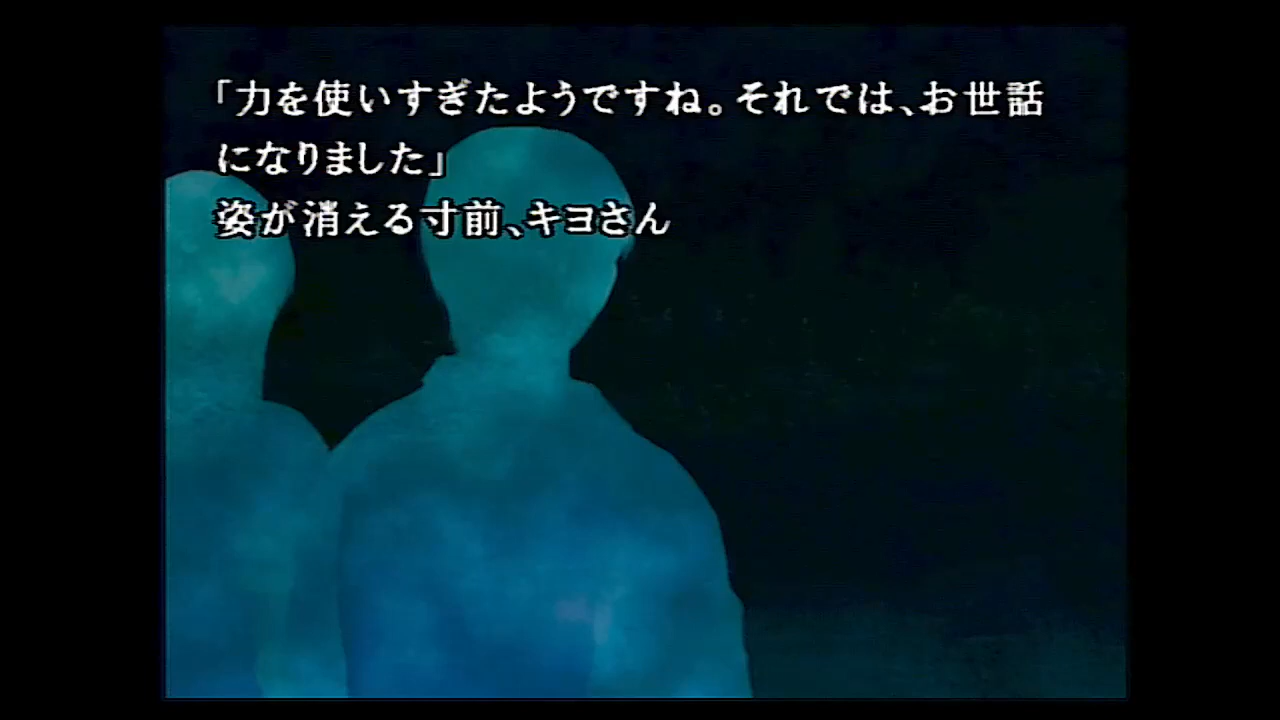 「力を使いすぎたようですね。それでは、お世話
になりました」
姿が消える寸前、キヨさん